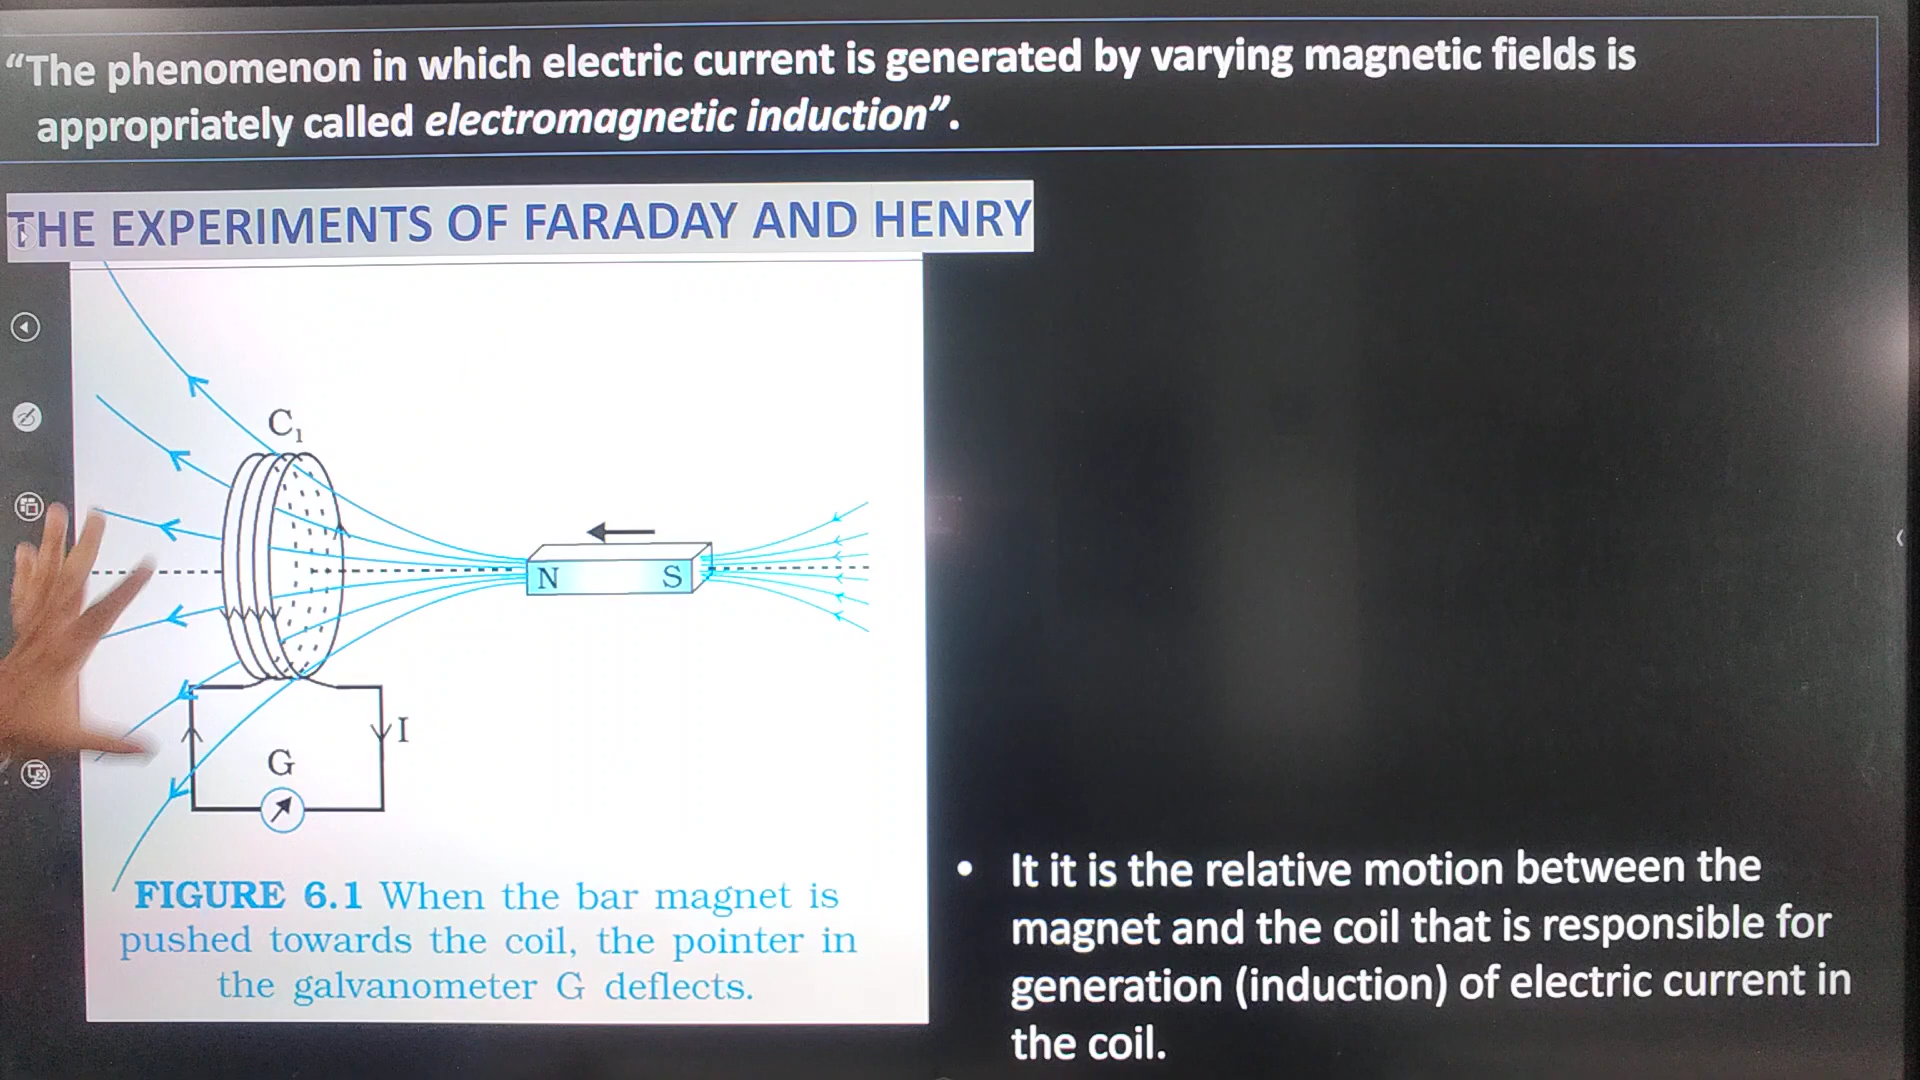 “The phenomenon in which electric current is generated by varying magnetic fields is
appropriately called electromagnetic induction”.
THE EXPERIMENTS OF FARADAY AND HENRY
C₁
N
S
I
G
FIGURE 6.1 When the bar magnet is
pushed towards the coil, the pointer in
the galvanometer G deflects.
• It it is the relative motion between the
magnet and the coil that is responsible for
generation (induction) of electric current in
the coil.